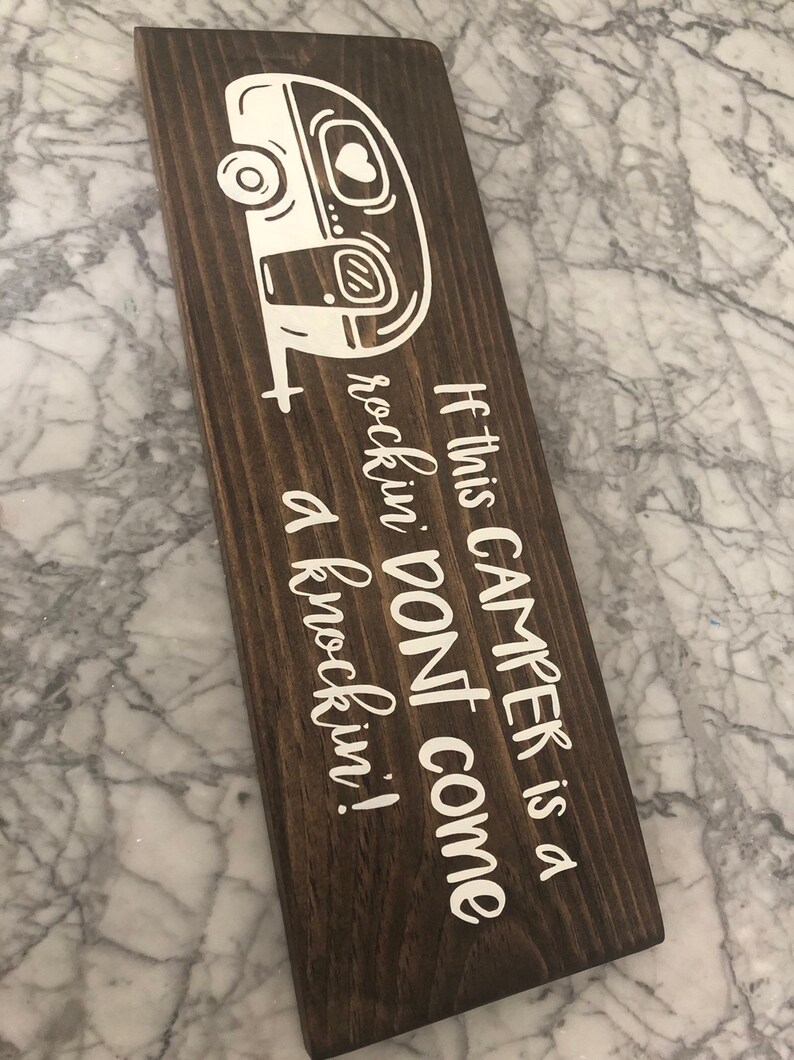 If this CAMPER is a
rockin' DONT COMe
a knockin'!